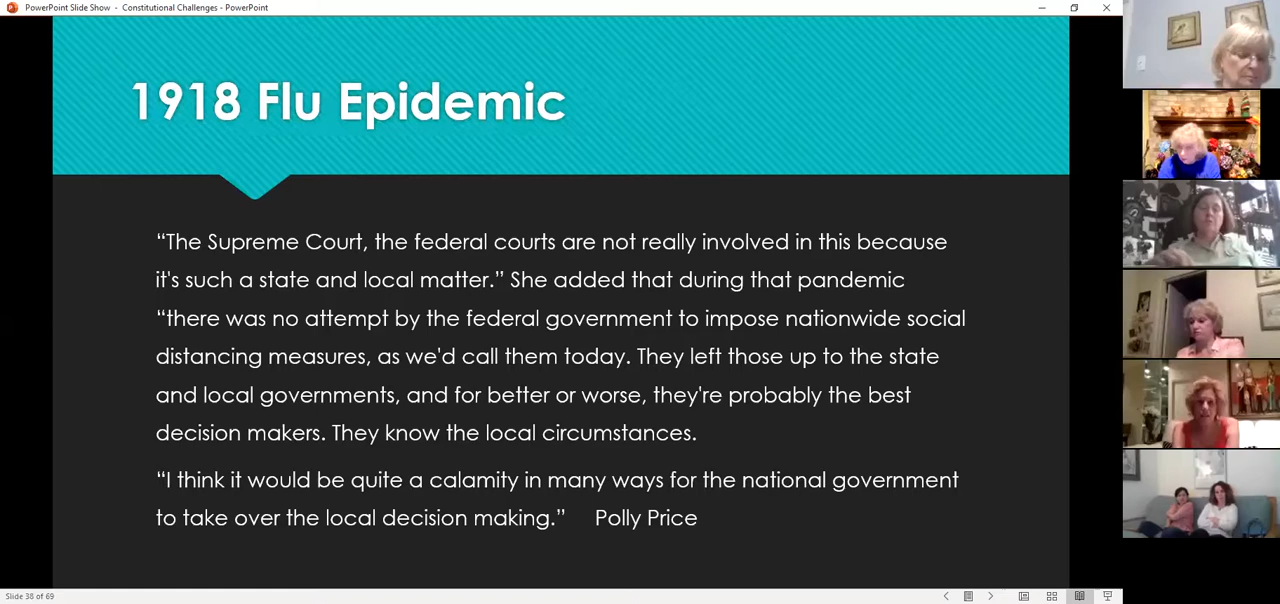 PowerPoint Slide Show - Constitutional Challenges - PowerPoint
1918 Flu Epidemic
“The Supreme Court, the federal courts are not really involved in this because
it's such a state and local matter.” She added that during that pandemic
“there was no attempt by the federal government to impose nationwide social
distancing measures, as we'd call them today. They left those up to the state
and local governments, and for better or worse, they're probably the best
decision makers. They know the local circumstances.
“I think it would be quite a calamity in many ways for the national government
to take over the local decision making.” Polly Price
Slide 38 of 69